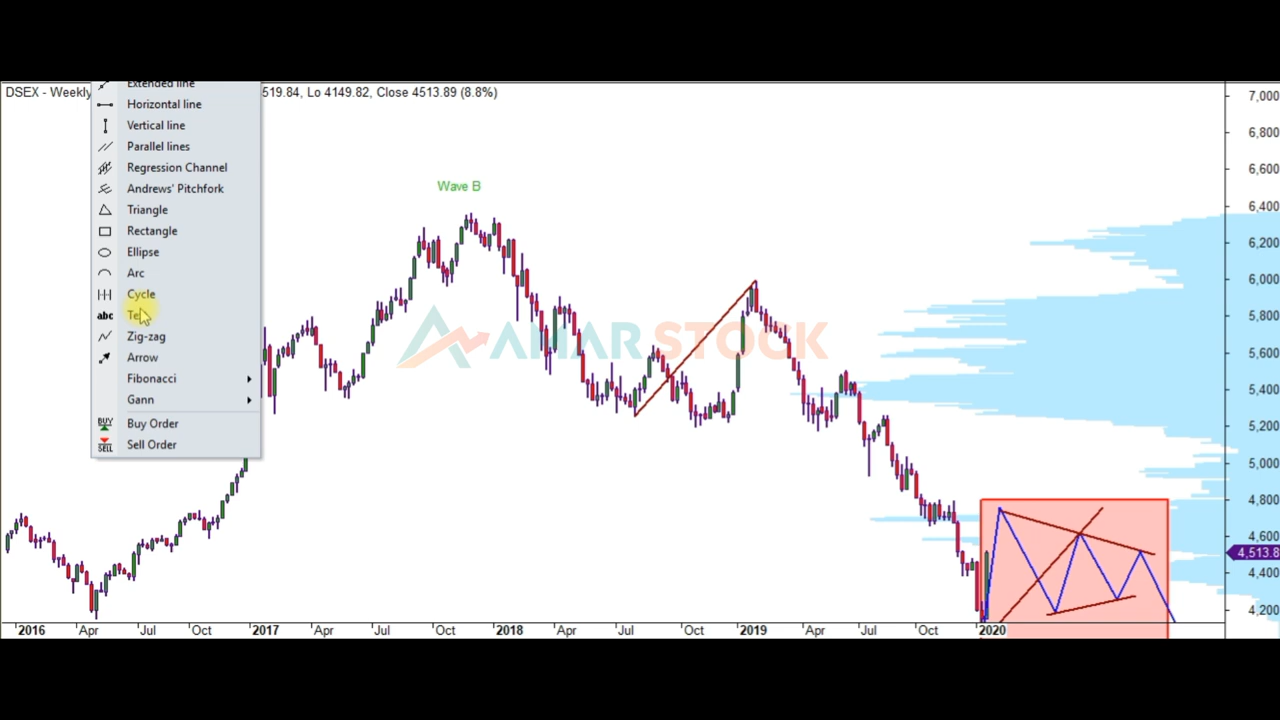 DSEX - Weekly 519.84, Lo 4149.82, Close 4513.89 (8.8%)
Extended line
Horizontal line
Vertical line
Parallel lines
Regression Channel
Andrews' Pitchfork
Triangle
Rectangle
Ellipse
Arc
Cycle
abc
Zig-zag
Arrow
Fibonacci
Gann
BUY Buy Order
SELL Sell Order
Wave B
AMARSTOCK
7,000
6,800
6,600
6,400
6,200
6,000
5,800
5,600
5,400
5,200
5,000
4,800
4,600
4,513.8
4,400
4,200
2016 Apr Jul Oct 2017 Apr Jul Oct 2018 Apr Jul Oct 2019 Apr Jul Oct 2020